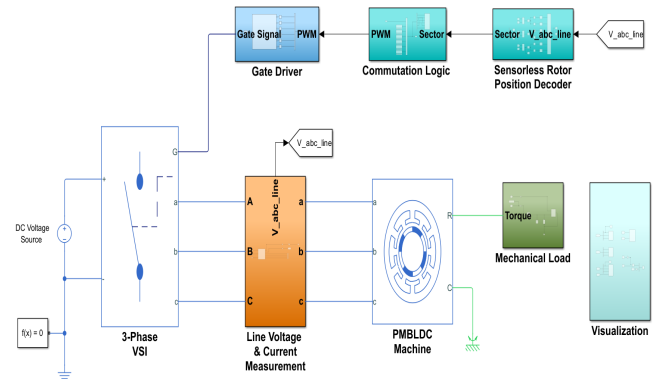 Gate Signal
PWM
PWM
Sector
Sector
V_abc_line
V_abc_line
Gate Driver
Commutation Logic
Sensorless Rotor
Position Decoder
V_abc_line
G
+
a
b
c
-
DC Voltage
Source
+
-
f(x) = 0
3-Phase
VSI
V_abc_line
A
a
B
b
C
c
Line Voltage
& Current
Measurement
a
b
c
R
C
PMBLDC
Machine
Torque
Mechanical Load
Visualization